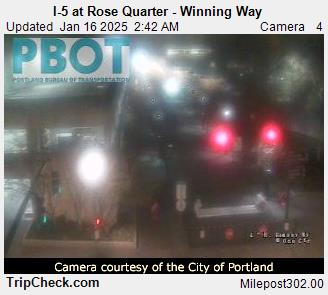 I-5 at Rose Quarter - Winning Way
Updated Jan 16 2025 2:42 AM Camera 4
PBOT
PORTLAND BUREAU OF TRANSPORTATION
Camera courtesy of the City of Portland
TripCheck.com Milepost302.00